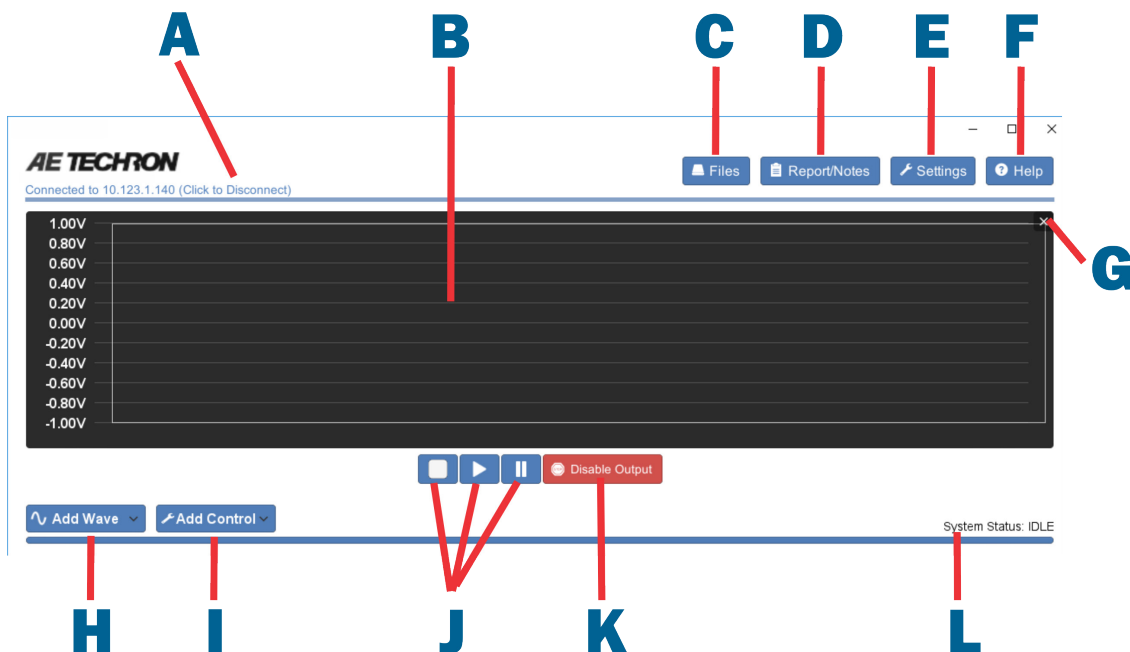 A B C D E F
AE TECHRON
Files Report/Notes Settings Help
Connected to 10.123.1.140 (Click to Disconnect)
1.00V
0.80V
0.60V
0.40V
0.20V
0.00V
-0.20V
-0.40V
-0.60V
-0.80V
-1.00V
G
Disable Output
Add Wave Add Control
System Status: IDLE
H I J K L